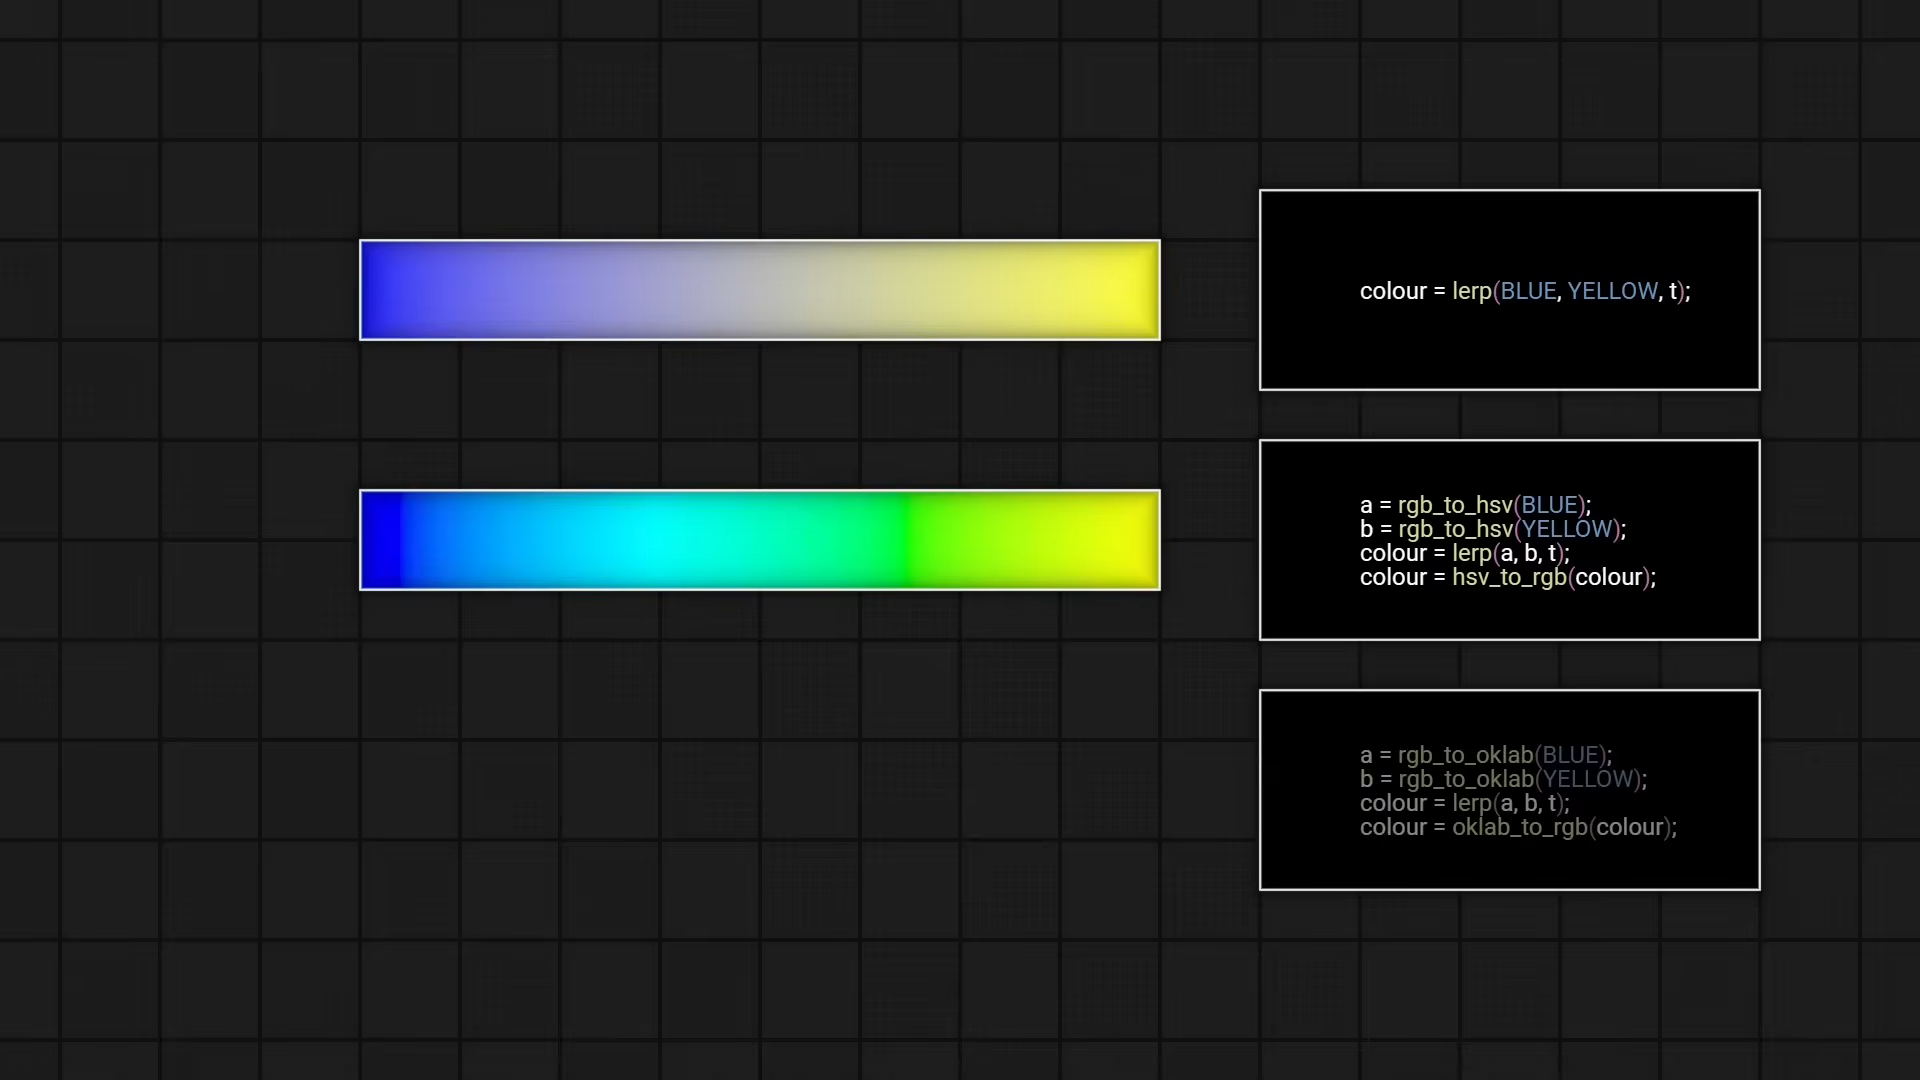 colour = lerp(BLUE, YELLOW, t);
a = rgb_to_hsv(BLUE);
b = rgb_to_hsv(YELLOW);
colour = lerp(a, b, t);
colour = hsv_to_rgb(colour);
a = rgb_to_oklab(BLUE);
b = rgb_to_oklab(YELLOW);
colour = lerp(a, b, t);
colour = oklab_to_rgb(colour);